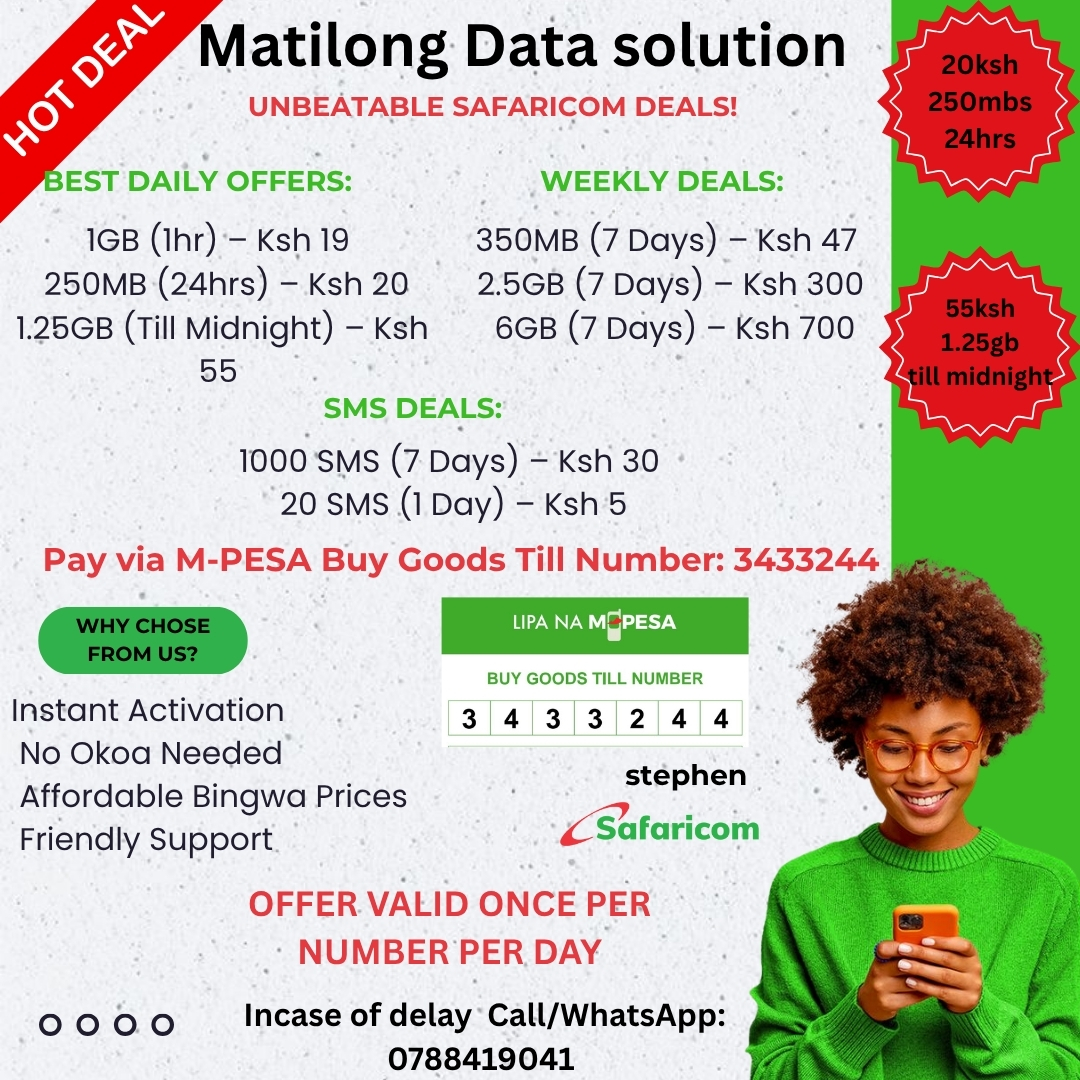 HOT DEAL
Matilong Data solution
UNBEATABLE SAFARICOM DEALS!
20ksh
250mbs
24hrs
BEST DAILY OFFERS:
1GB (1hr) – Ksh 19
250MB (24hrs) – Ksh 20
1.25GB (Till Midnight) – Ksh
55
WEEKLY DEALS:
350MB (7 Days) – Ksh 47
2.5GB (7 Days) – Ksh 300
6GB (7 Days) – Ksh 700
55ksh
1.25gb
till midnight
SMS DEALS:
1000 SMS (7 Days) – Ksh 30
20 SMS (1 Day) – Ksh 5
Pay via M-PESA Buy Goods Till Number: 3433244
WHY CHOSE
FROM US?
Instant Activation
No Okoa Needed
Affordable Bingwa Prices
Friendly Support
LIPA NA M-PESA
BUY GOODS TILL NUMBER
3 4 3 3 2 4 4
stephen
Safaricom
OFFER VALID ONCE PER
NUMBER PER DAY
Incase of delay Call/WhatsApp:
0788419041